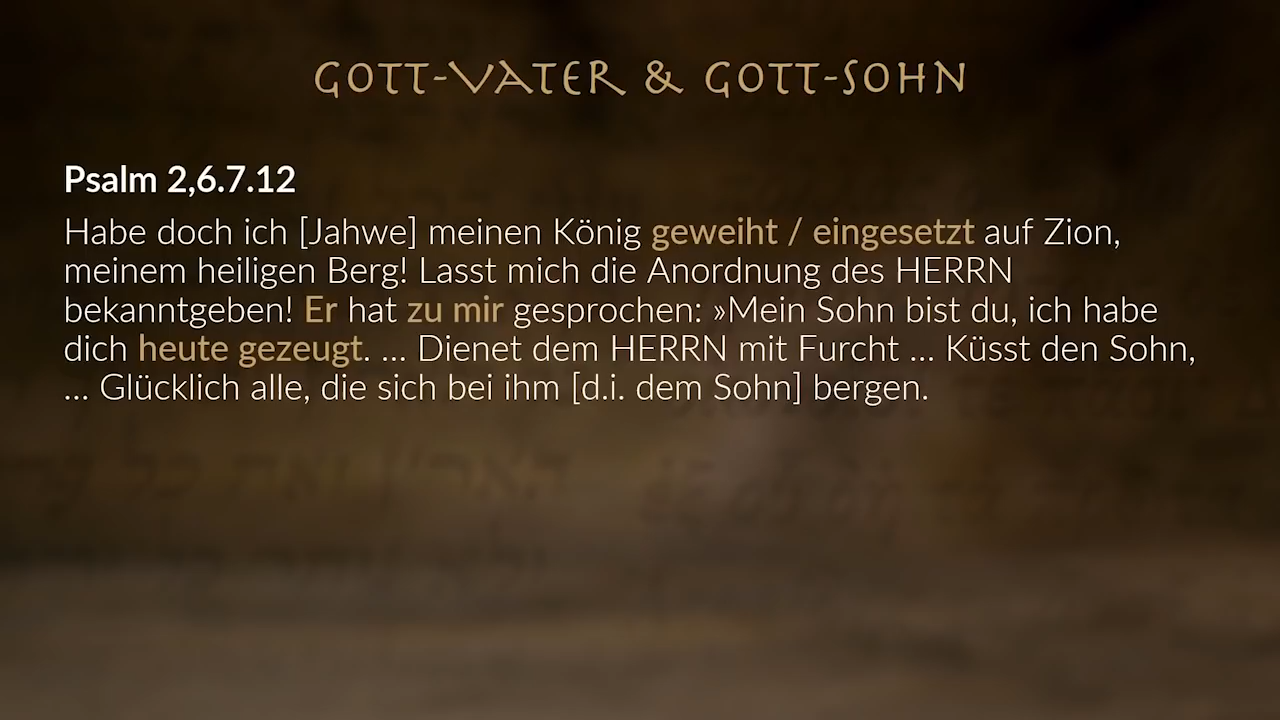 GOTT-VATER & GOTT-SOHN
Psalm 2,6.7.12
Habe doch ich [Jahwe] meinen König geweiht / eingesetzt auf Zion,
meinem heiligen Berg! Lasst mich die Anordnung des HERRN
bekanntgeben! Er hat zu mir gesprochen: »Mein Sohn bist du, ich habe
dich heute gezeugt. ... Dienet dem HERRN mit Furcht ... Küsst den Sohn,
... Glücklich alle, die sich bei ihm [d.i. dem Sohn] bergen.